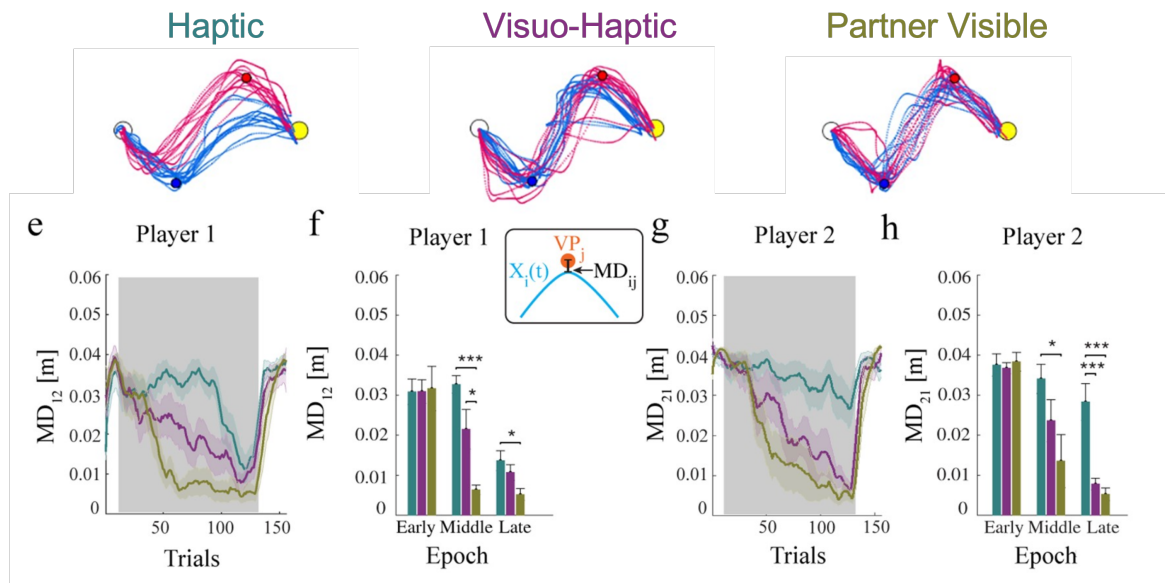 Haptic
Visuo-Haptic
Partner Visible
e
Player 1
MD12 [m]
0.06
0.05
0.04
0.03
0.02
0.01
0
50
100
150
Trials
f
Player 1
MD12 [m]
0.06
0.05
0.04
0.03
0.02
0.01
0
***
*
*
Early Middle Late
Epoch
VPj
Xi(t)
MDij
g
Player 2
MD21 [m]
0.06
0.05
0.04
0.03
0.02
0.01
0
50
100
150
Trials
h
Player 2
MD21 [m]
0.06
0.05
0.04
0.03
0.02
0.01
0
*
***
***
Early Middle Late
Epoch